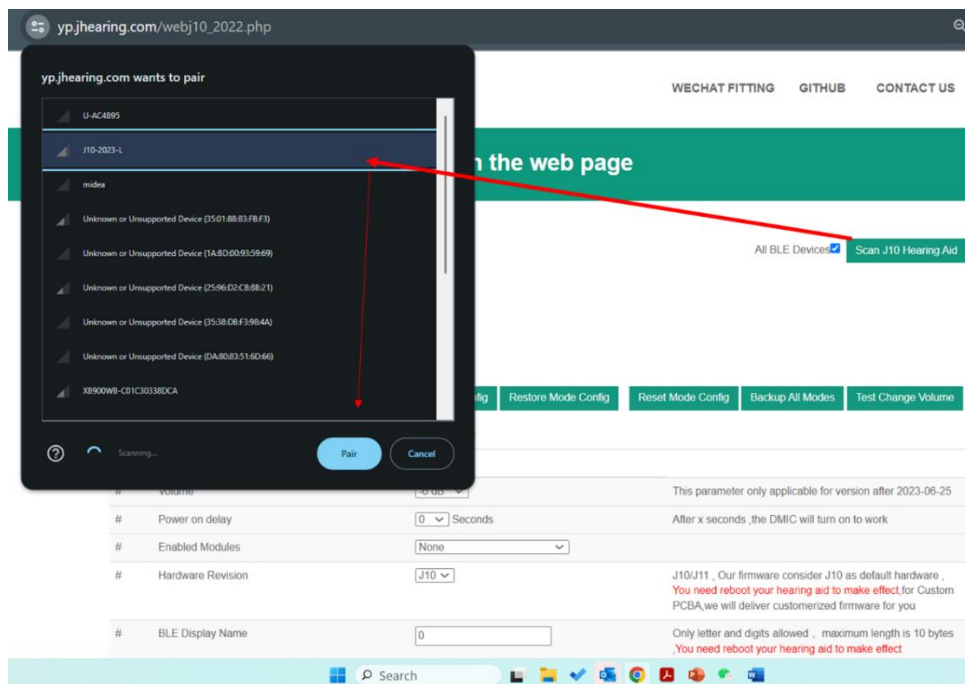 yp.jhearing.com/webj10_2022.php
yp.jhearing.com wants to pair
U-AC4B95
J10-2023-L
midea
Unknown or Unsupported Device (35:01:8B:B3:FB:F3)
Unknown or Unsupported Device (1A:8D:00:93:59:69)
Unknown or Unsupported Device (25:96:D2:CB:8B:21)
Unknown or Unsupported Device (35:38:DB:F3:98:4A)
Unknown or Unsupported Device (DA:80:83:51:6D:66)
XB900WB-C01C30338DCA
Scanning...
Pair
Cancel
WECHAT FITTING GITHUB CONTACT US
the web page
All BLE Devices Scan J10 Hearing Aid
Restore Mode Config Reset Mode Config Backup All Modes Test Change Volume
# Volume -6 dB This parameter only applicable for version after 2023-06-25
# Power on delay 0 Seconds After x seconds ,the DMIC will turn on to work
# Enabled Modules None
# Hardware Revision J10 J10/J11 , Our firmware consider J10 as default hardware ,
You need reboot your hearing aid to make effect,for Custom
PCBA,we will deliver customerized firmware for you
# BLE Display Name 0 Only letter and digits allowed , maximum length is 10 bytes
,You need reboot your hearing aid to make effect
Search